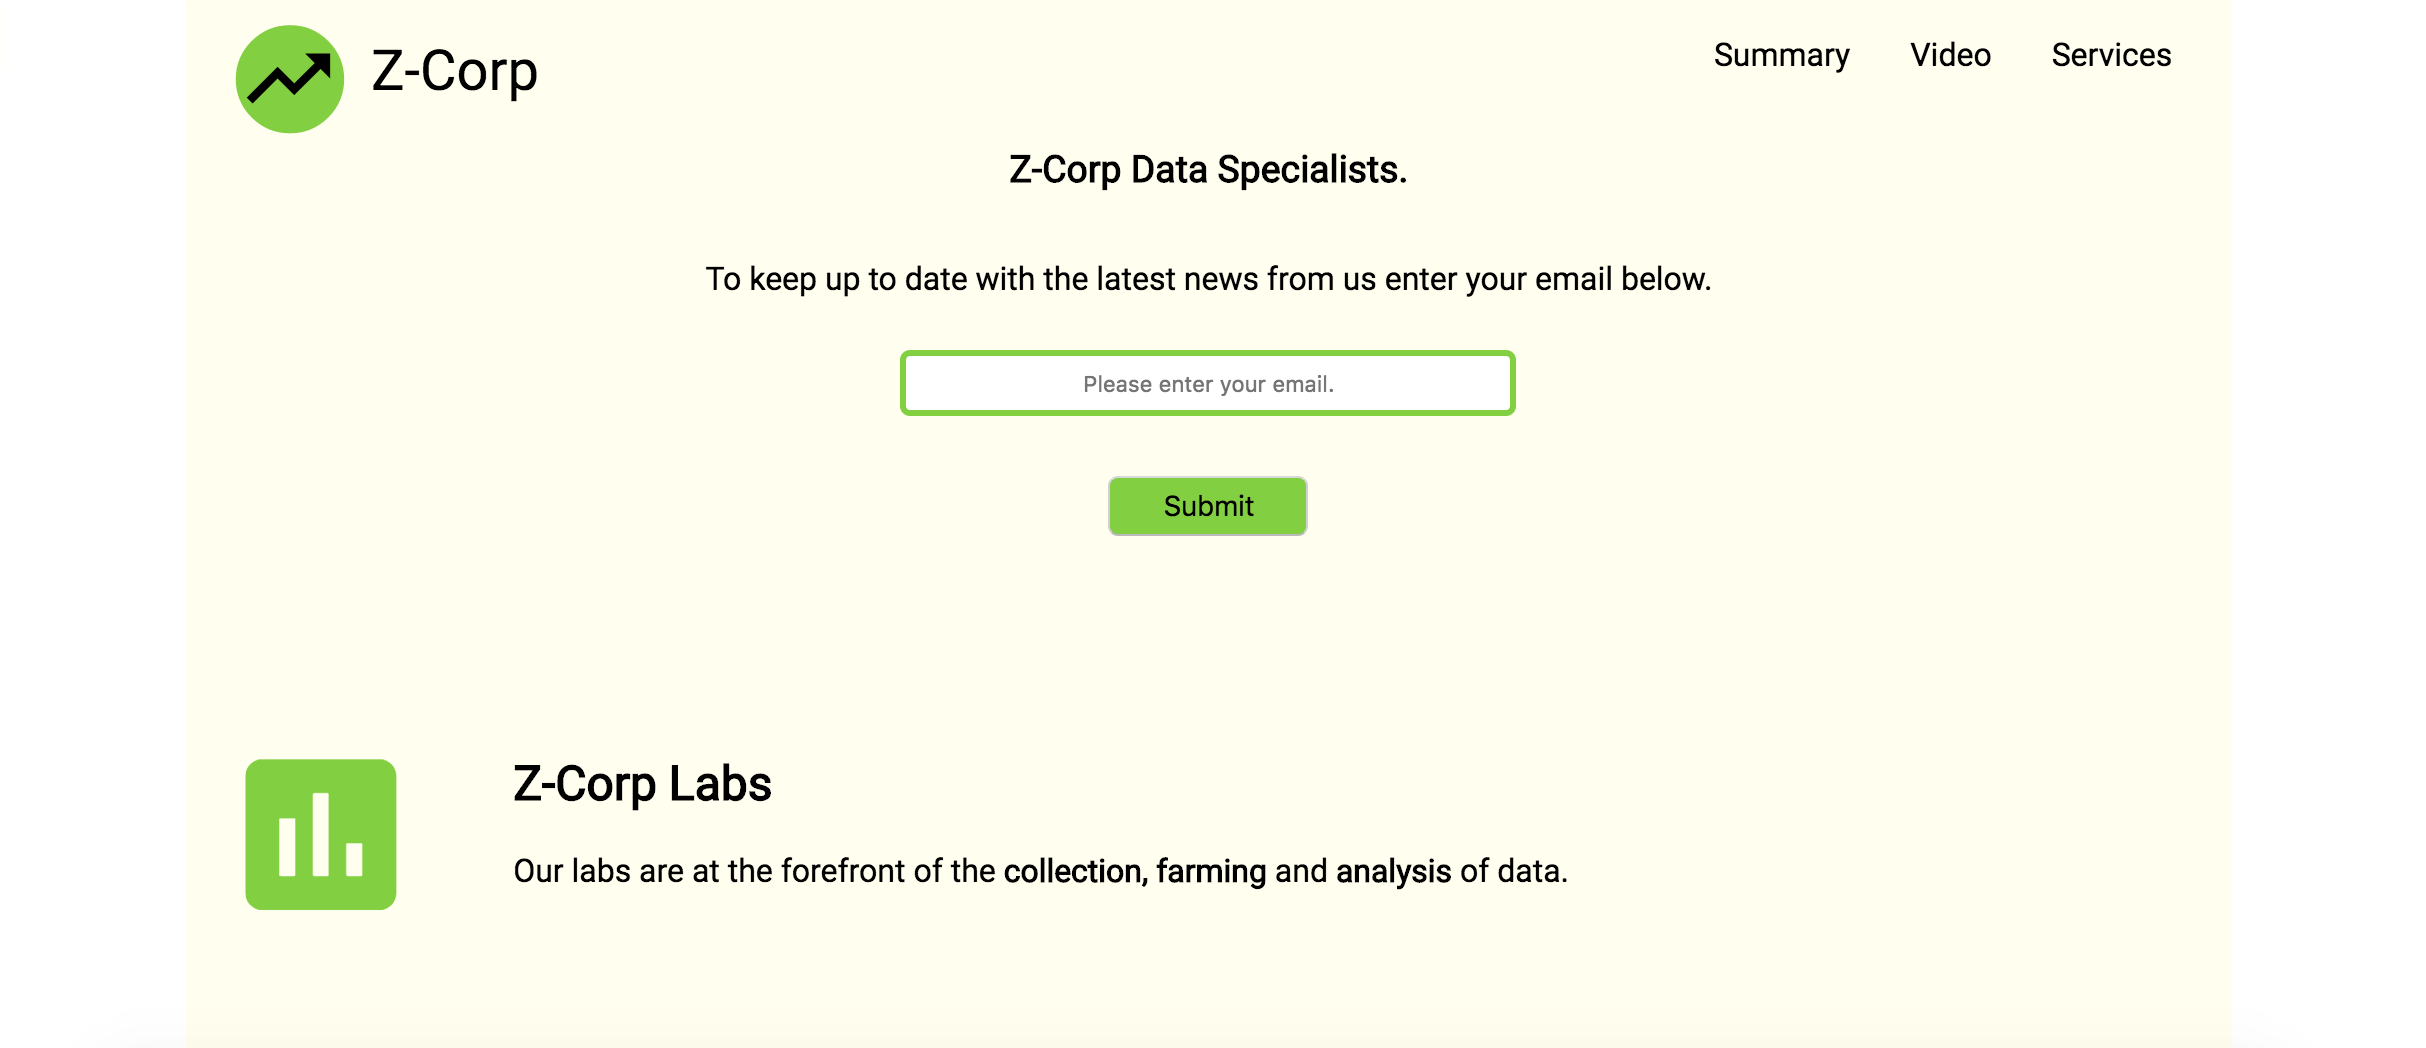 Z-Corp
Summary Video Services
Z-Corp Data Specialists.
To keep up to date with the latest news from us enter your email below.
Please enter your email.
Submit
Z-Corp Labs
Our labs are at the forefront of the collection, farming and analysis of data.